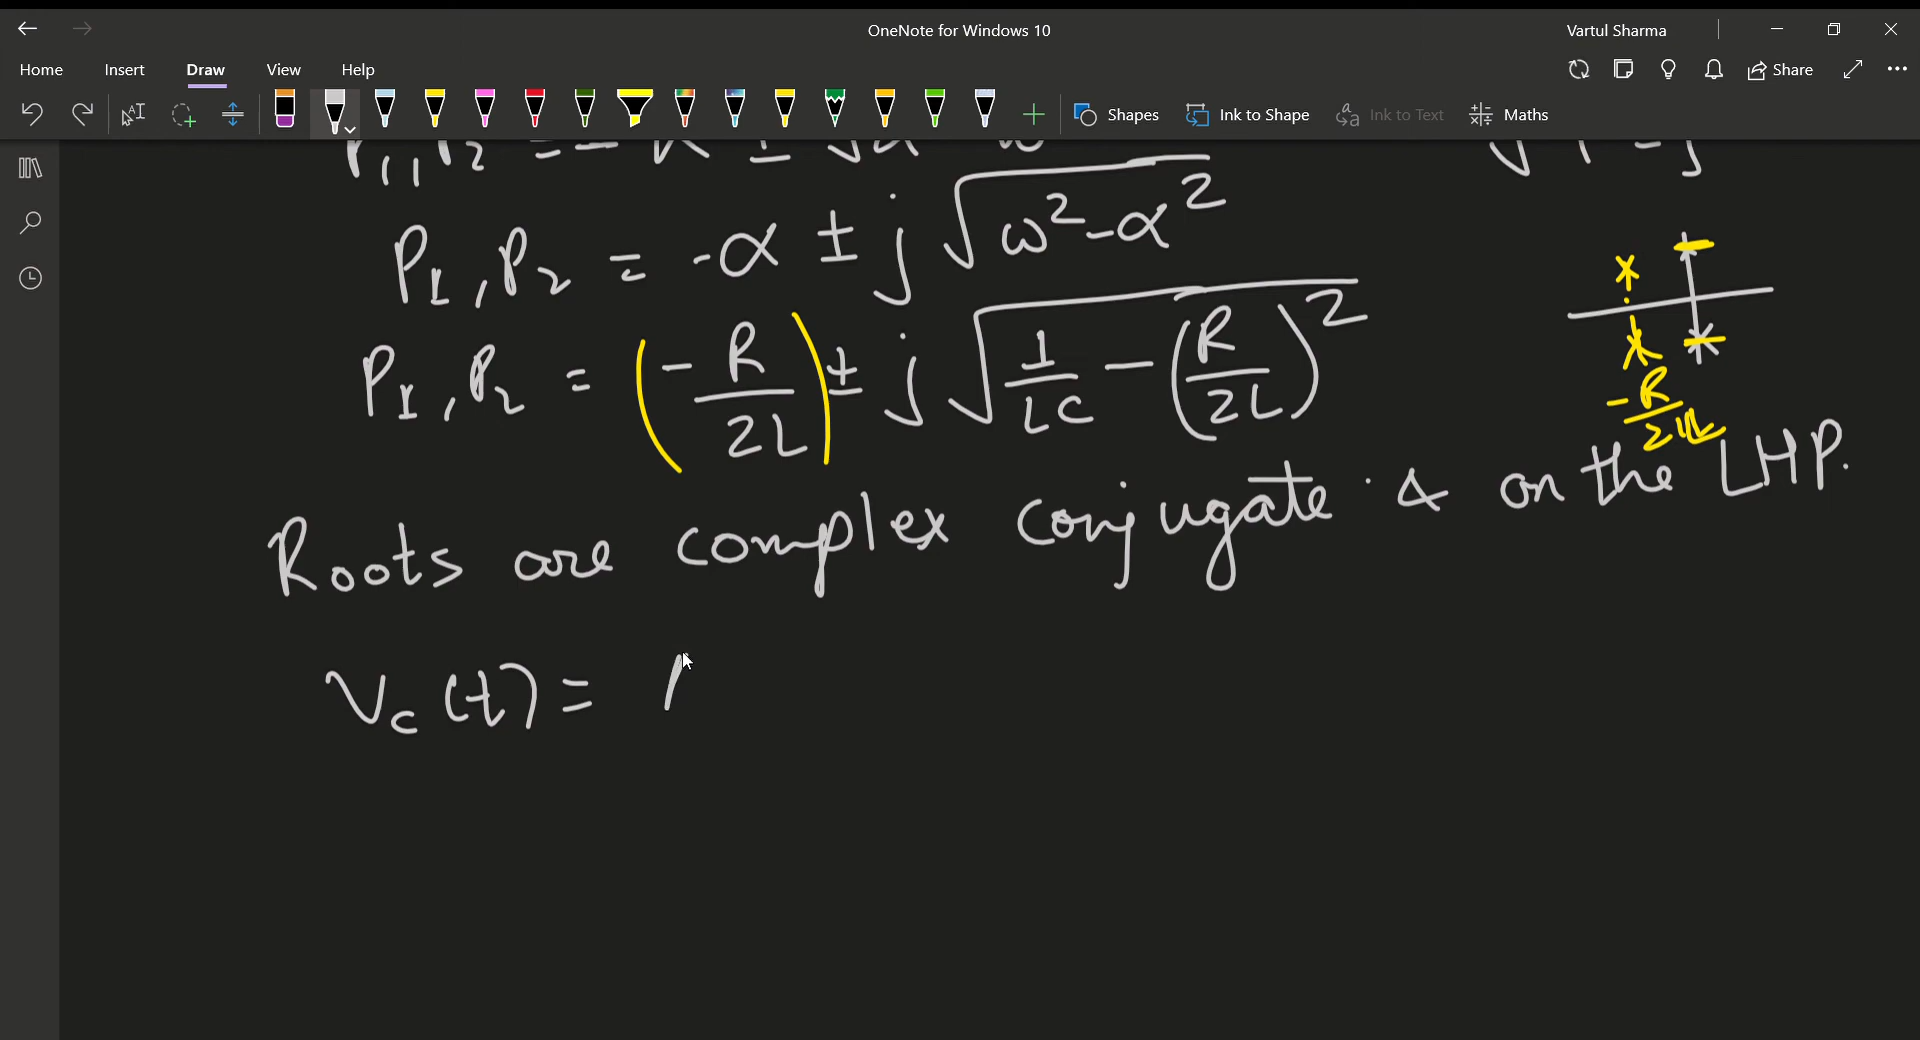 OneNote for Windows 10
Vartul Sharma
Home Insert Draw View Help
Share
Shapes Ink to Shape Ink to Text Maths
P₁, P₂ = -α ± j √(ω² - α²)
P₁, P₂ = (-R/2L) ± j √(1/LC - (R/2L)²)
-R/2L
Roots are complex conjugate & on the LHP.
Vc(t) =